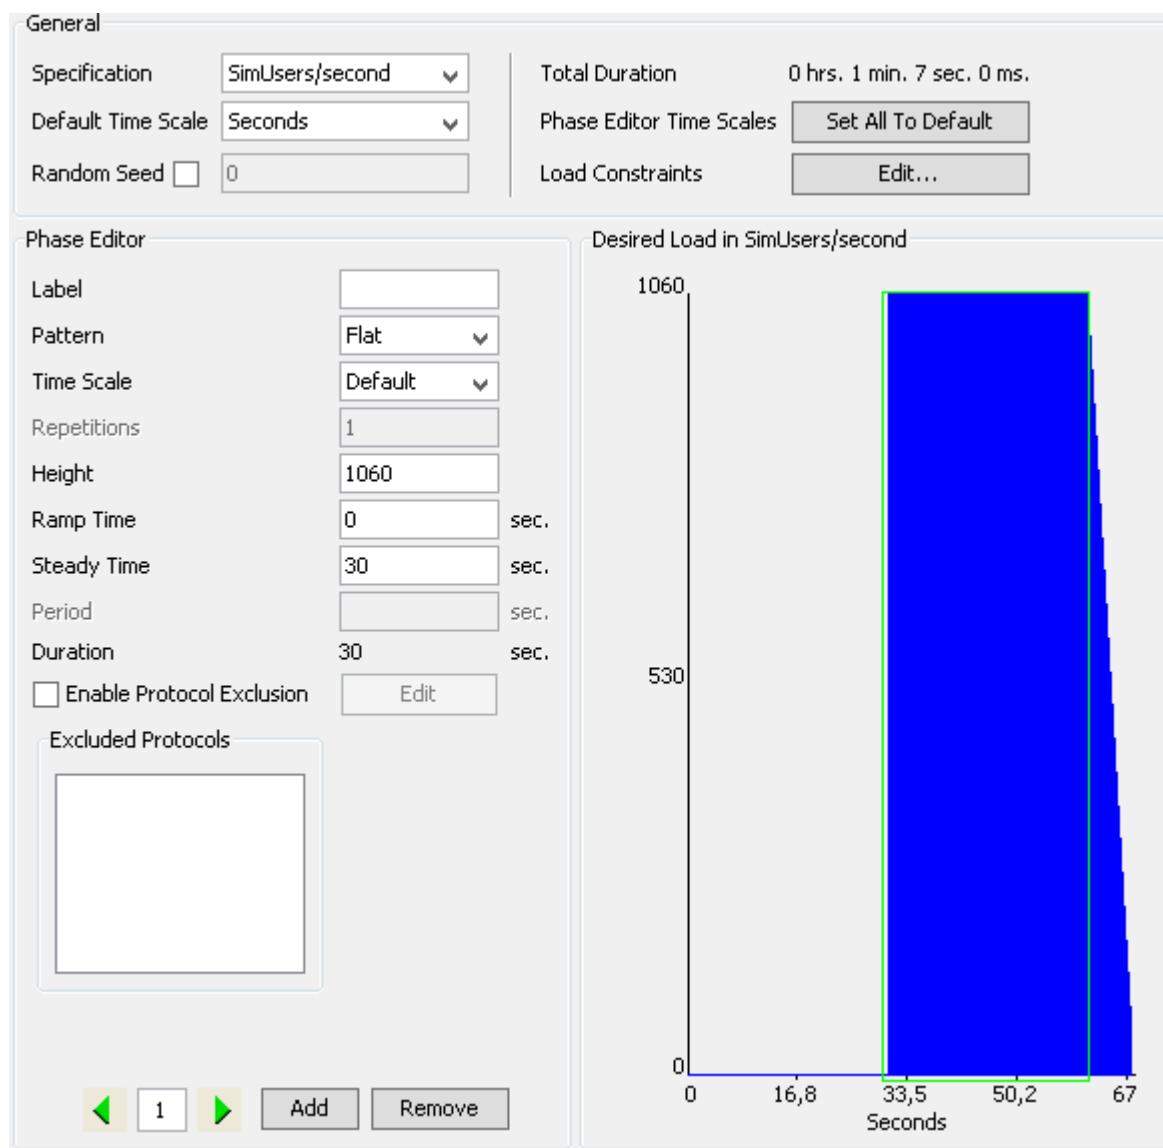 General
Specification SimUsers/second Total Duration 0 hrs. 1 min. 7 sec. 0 ms.
Default Time Scale Seconds Phase Editor Time Scales Set All To Default
Random Seed 0 Load Constraints Edit...
Phase Editor
Label
Pattern Flat
Time Scale Default
Repetitions 1
Height 1060
Ramp Time 0 sec.
Steady Time 30 sec.
Period sec.
Duration 30 sec.
Enable Protocol Exclusion Edit
Excluded Protocols
1 Add Remove
Desired Load in SimUsers/second
1060
530
0
0 16,8 33,5 50,2 67
Seconds